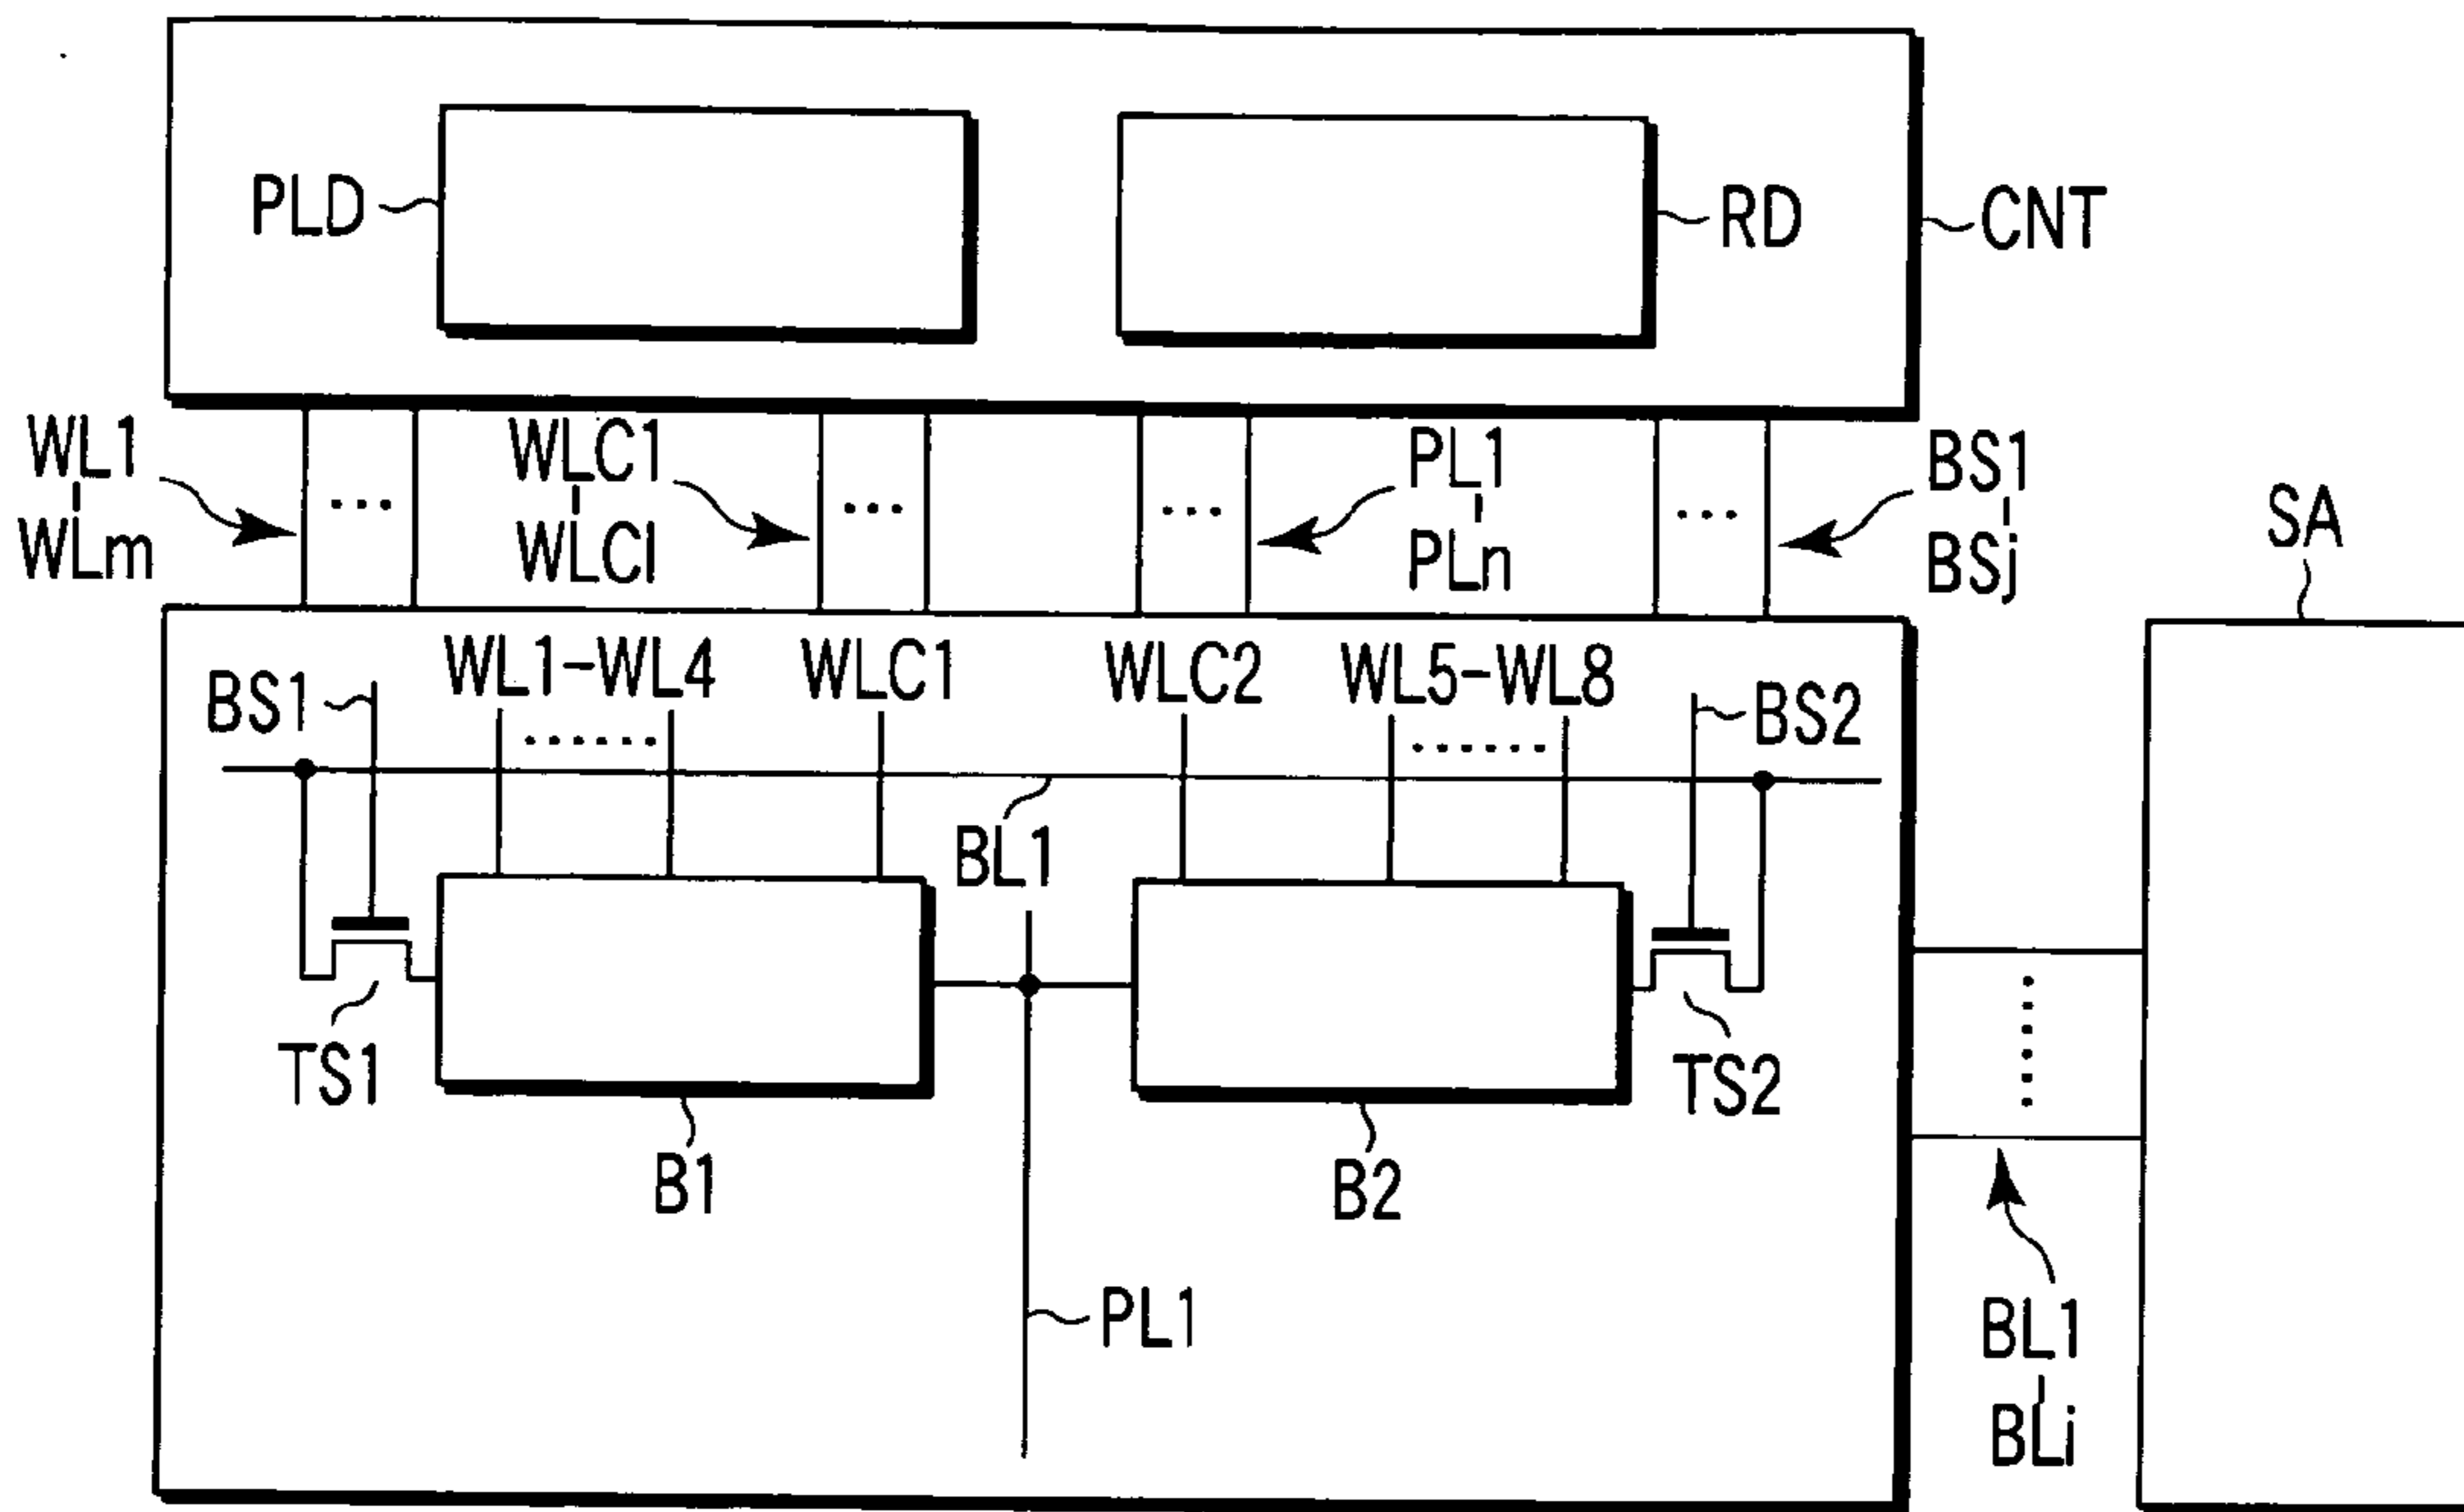 PLD
RD
CNT
WL1
WLm
WLC1
WLCl
PL1
PLn
BS1
BSj
SA
BS1
WL1-WL4
WLC1
WLC2
WL5-WL8
BS2
BL1
TS1
TS2
B1
B2
PL1
BL1
BLi